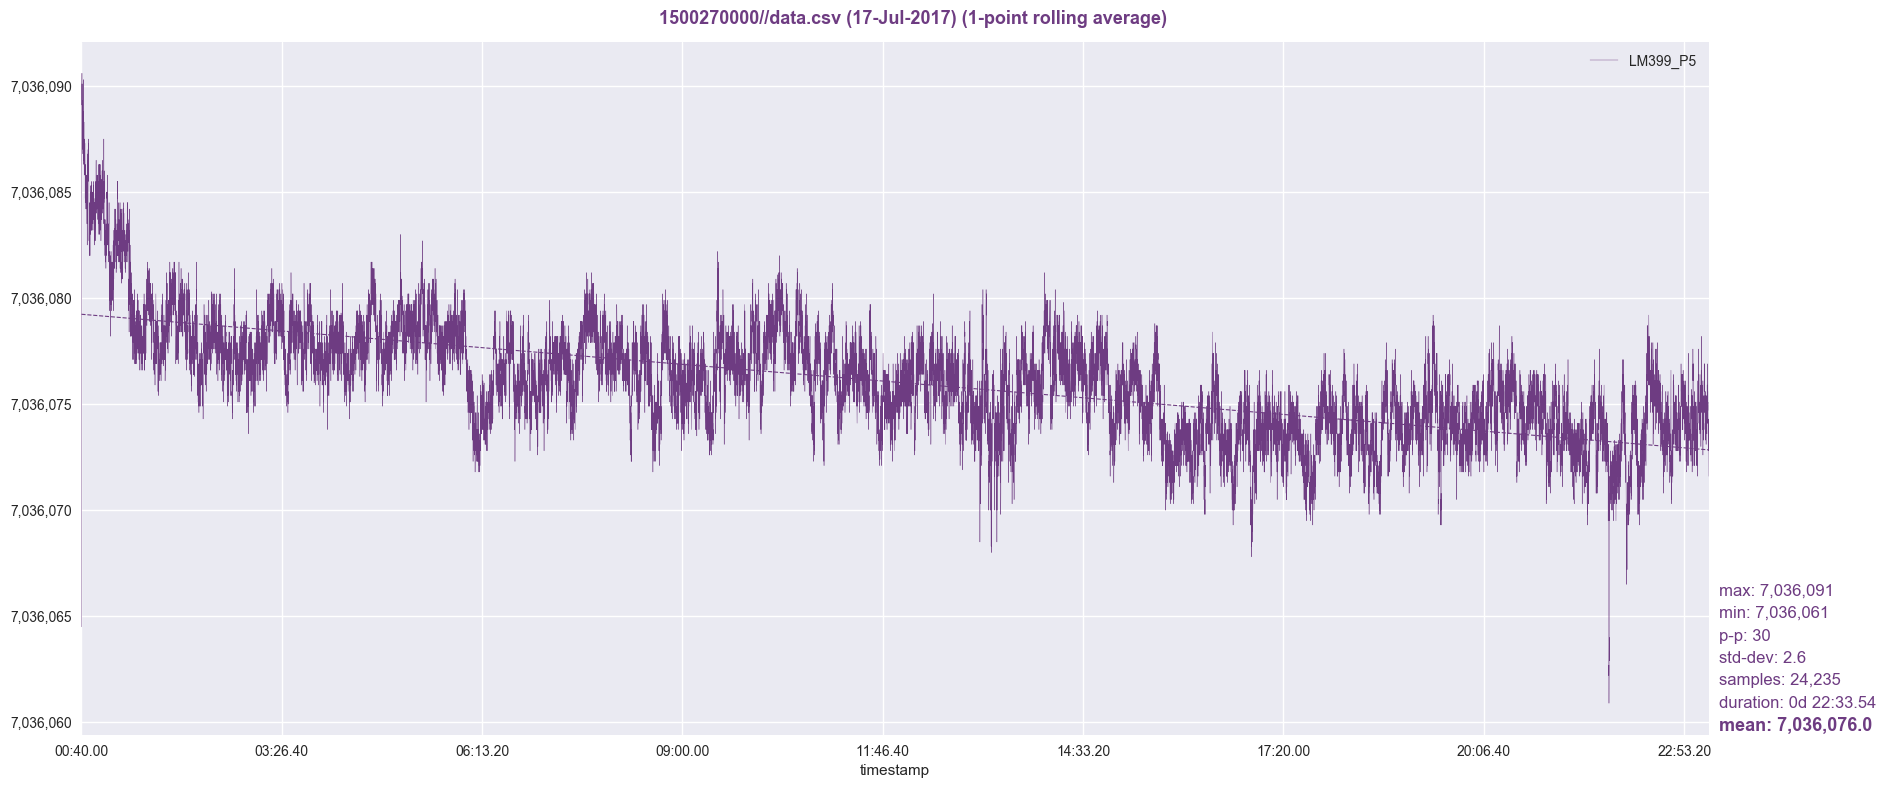 1500270000//data.csv (17-Jul-2017) (1-point rolling average)
LM399_P5
7,036,090
7,036,085
7,036,080
7,036,075
7,036,070
7,036,065
7,036,060
max: 7,036,091
min: 7,036,061
p-p: 30
std-dev: 2.6
samples: 24,235
duration: 0d 22:33.54
mean: 7,036,076.0
00:40.00 03:26.40 06:13.20 09:00.00 11:46.40 14:33.20 17:20.00 20:06.40 22:53.20
timestamp